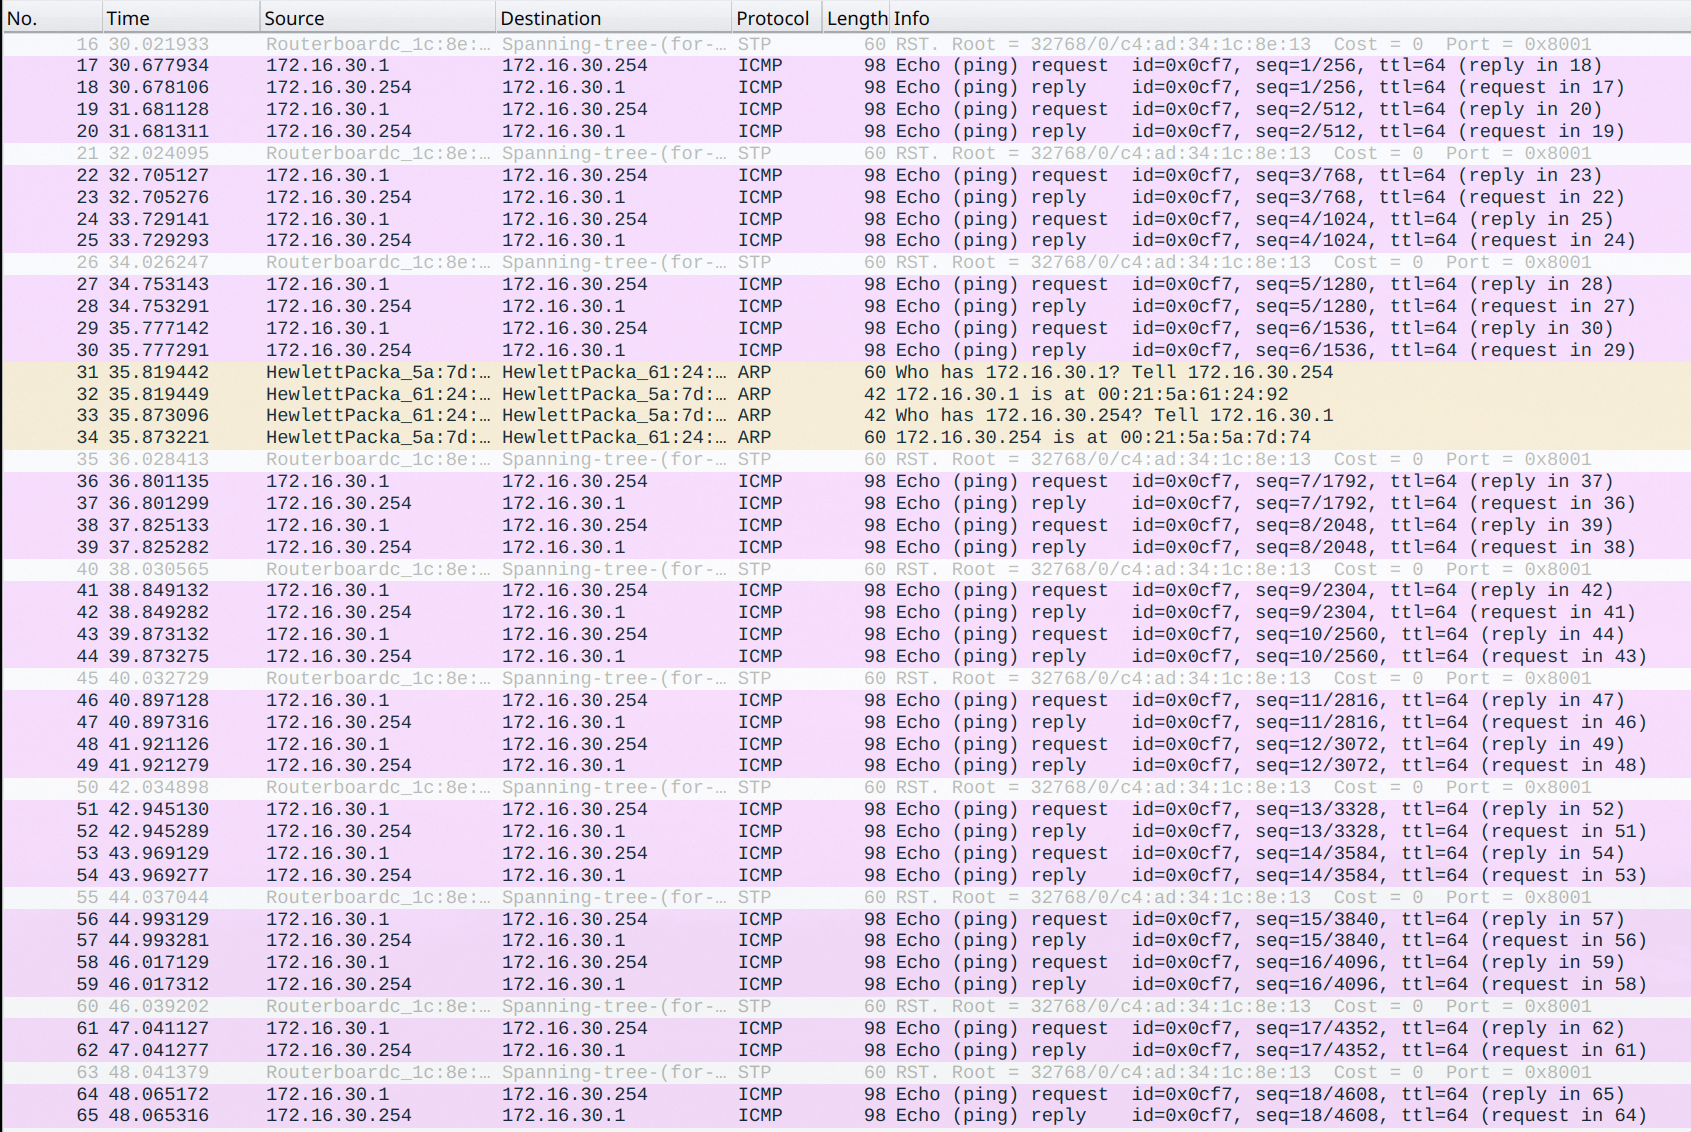 No. Time Source Destination Protocol Length Info
16 30.021933 Routerboardc_1c:8e:… Spanning-tree-(for-… STP 60 RST. Root = 32768/0/c4:ad:34:1c:8e:13 Cost = 0 Port = 0x8001
17 30.677934 172.16.30.1 172.16.30.254 ICMP 98 Echo (ping) request id=0x0cf7, seq=1/256, ttl=64 (reply in 18)
18 30.678106 172.16.30.254 172.16.30.1 ICMP 98 Echo (ping) reply id=0x0cf7, seq=1/256, ttl=64 (request in 17)
19 31.681128 172.16.30.1 172.16.30.254 ICMP 98 Echo (ping) request id=0x0cf7, seq=2/512, ttl=64 (reply in 20)
20 31.681311 172.16.30.254 172.16.30.1 ICMP 98 Echo (ping) reply id=0x0cf7, seq=2/512, ttl=64 (request in 19)
21 32.024095 Routerboardc_1c:8e:… Spanning-tree-(for-… STP 60 RST. Root = 32768/0/c4:ad:34:1c:8e:13 Cost = 0 Port = 0x8001
22 32.705127 172.16.30.1 172.16.30.254 ICMP 98 Echo (ping) request id=0x0cf7, seq=3/768, ttl=64 (reply in 23)
23 32.705276 172.16.30.254 172.16.30.1 ICMP 98 Echo (ping) reply id=0x0cf7, seq=3/768, ttl=64 (request in 22)
24 33.729141 172.16.30.1 172.16.30.254 ICMP 98 Echo (ping) request id=0x0cf7, seq=4/1024, ttl=64 (reply in 25)
25 33.729293 172.16.30.254 172.16.30.1 ICMP 98 Echo (ping) reply id=0x0cf7, seq=4/1024, ttl=64 (request in 24)
26 34.026247 Routerboardc_1c:8e:… Spanning-tree-(for-… STP 60 RST. Root = 32768/0/c4:ad:34:1c:8e:13 Cost = 0 Port = 0x8001
27 34.753143 172.16.30.1 172.16.30.254 ICMP 98 Echo (ping) request id=0x0cf7, seq=5/1280, ttl=64 (reply in 28)
28 34.753291 172.16.30.254 172.16.30.1 ICMP 98 Echo (ping) reply id=0x0cf7, seq=5/1280, ttl=64 (request in 27)
29 35.777142 172.16.30.1 172.16.30.254 ICMP 98 Echo (ping) request id=0x0cf7, seq=6/1536, ttl=64 (reply in 30)
30 35.777291 172.16.30.254 172.16.30.1 ICMP 98 Echo (ping) reply id=0x0cf7, seq=6/1536, ttl=64 (request in 29)
31 35.819442 HewlettPacka_5a:7d:… HewlettPacka_61:24:… ARP 60 Who has 172.16.30.1? Tell 172.16.30.254
32 35.819449 HewlettPacka_61:24:… HewlettPacka_5a:7d:… ARP 42 172.16.30.1 is at 00:21:5a:61:24:92
33 35.873096 HewlettPacka_61:24:… HewlettPacka_5a:7d:… ARP 42 Who has 172.16.30.254? Tell 172.16.30.1
34 35.873221 HewlettPacka_5a:7d:… HewlettPacka_61:24:… ARP 60 172.16.30.254 is at 00:21:5a:5a:7d:74
35 36.028413 Routerboardc_1c:8e:… Spanning-tree-(for-… STP 60 RST. Root = 32768/0/c4:ad:34:1c:8e:13 Cost = 0 Port = 0x8001
36 36.801135 172.16.30.1 172.16.30.254 ICMP 98 Echo (ping) request id=0x0cf7, seq=7/1792, ttl=64 (reply in 37)
37 36.801299 172.16.30.254 172.16.30.1 ICMP 98 Echo (ping) reply id=0x0cf7, seq=7/1792, ttl=64 (request in 36)
38 37.825133 172.16.30.1 172.16.30.254 ICMP 98 Echo (ping) request id=0x0cf7, seq=8/2048, ttl=64 (reply in 39)
39 37.825282 172.16.30.254 172.16.30.1 ICMP 98 Echo (ping) reply id=0x0cf7, seq=8/2048, ttl=64 (request in 38)
40 38.030565 Routerboardc_1c:8e:… Spanning-tree-(for-… STP 60 RST. Root = 32768/0/c4:ad:34:1c:8e:13 Cost = 0 Port = 0x8001
41 38.849132 172.16.30.1 172.16.30.254 ICMP 98 Echo (ping) request id=0x0cf7, seq=9/2304, ttl=64 (reply in 42)
42 38.849282 172.16.30.254 172.16.30.1 ICMP 98 Echo (ping) reply id=0x0cf7, seq=9/2304, ttl=64 (request in 41)
43 39.873132 172.16.30.1 172.16.30.254 ICMP 98 Echo (ping) request id=0x0cf7, seq=10/2560, ttl=64 (reply in 44)
44 39.873275 172.16.30.254 172.16.30.1 ICMP 98 Echo (ping) reply id=0x0cf7, seq=10/2560, ttl=64 (request in 43)
45 40.032729 Routerboardc_1c:8e:… Spanning-tree-(for-… STP 60 RST. Root = 32768/0/c4:ad:34:1c:8e:13 Cost = 0 Port = 0x8001
46 40.897128 172.16.30.1 172.16.30.254 ICMP 98 Echo (ping) request id=0x0cf7, seq=11/2816, ttl=64 (reply in 47)
47 40.897316 172.16.30.254 172.16.30.1 ICMP 98 Echo (ping) reply id=0x0cf7, seq=11/2816, ttl=64 (request in 46)
48 41.921126 172.16.30.1 172.16.30.254 ICMP 98 Echo (ping) request id=0x0cf7, seq=12/3072, ttl=64 (reply in 49)
49 41.921279 172.16.30.254 172.16.30.1 ICMP 98 Echo (ping) reply id=0x0cf7, seq=12/3072, ttl=64 (request in 48)
50 42.034898 Routerboardc_1c:8e:… Spanning-tree-(for-… STP 60 RST. Root = 32768/0/c4:ad:34:1c:8e:13 Cost = 0 Port = 0x8001
51 42.945130 172.16.30.1 172.16.30.254 ICMP 98 Echo (ping) request id=0x0cf7, seq=13/3328, ttl=64 (reply in 52)
52 42.945289 172.16.30.254 172.16.30.1 ICMP 98 Echo (ping) reply id=0x0cf7, seq=13/3328, ttl=64 (request in 51)
53 43.969129 172.16.30.1 172.16.30.254 ICMP 98 Echo (ping) request id=0x0cf7, seq=14/3584, ttl=64 (reply in 54)
54 43.969277 172.16.30.254 172.16.30.1 ICMP 98 Echo (ping) reply id=0x0cf7, seq=14/3584, ttl=64 (request in 53)
55 44.037044 Routerboardc_1c:8e:… Spanning-tree-(for-… STP 60 RST. Root = 32768/0/c4:ad:34:1c:8e:13 Cost = 0 Port = 0x8001
56 44.993129 172.16.30.1 172.16.30.254 ICMP 98 Echo (ping) request id=0x0cf7, seq=15/3840, ttl=64 (reply in 57)
57 44.993281 172.16.30.254 172.16.30.1 ICMP 98 Echo (ping) reply id=0x0cf7, seq=15/3840, ttl=64 (request in 56)
58 46.017129 172.16.30.1 172.16.30.254 ICMP 98 Echo (ping) request id=0x0cf7, seq=16/4096, ttl=64 (reply in 59)
59 46.017312 172.16.30.254 172.16.30.1 ICMP 98 Echo (ping) reply id=0x0cf7, seq=16/4096, ttl=64 (request in 58)
60 46.039202 Routerboardc_1c:8e:… Spanning-tree-(for-… STP 60 RST. Root = 32768/0/c4:ad:34:1c:8e:13 Cost = 0 Port = 0x8001
61 47.041127 172.16.30.1 172.16.30.254 ICMP 98 Echo (ping) request id=0x0cf7, seq=17/4352, ttl=64 (reply in 62)
62 47.041277 172.16.30.254 172.16.30.1 ICMP 98 Echo (ping) reply id=0x0cf7, seq=17/4352, ttl=64 (request in 61)
63 48.041379 Routerboardc_1c:8e:… Spanning-tree-(for-… STP 60 RST. Root = 32768/0/c4:ad:34:1c:8e:13 Cost = 0 Port = 0x8001
64 48.065172 172.16.30.1 172.16.30.254 ICMP 98 Echo (ping) request id=0x0cf7, seq=18/4608, ttl=64 (reply in 65)
65 48.065316 172.16.30.254 172.16.30.1 ICMP 98 Echo (ping) reply id=0x0cf7, seq=18/4608, ttl=64 (request in 64)